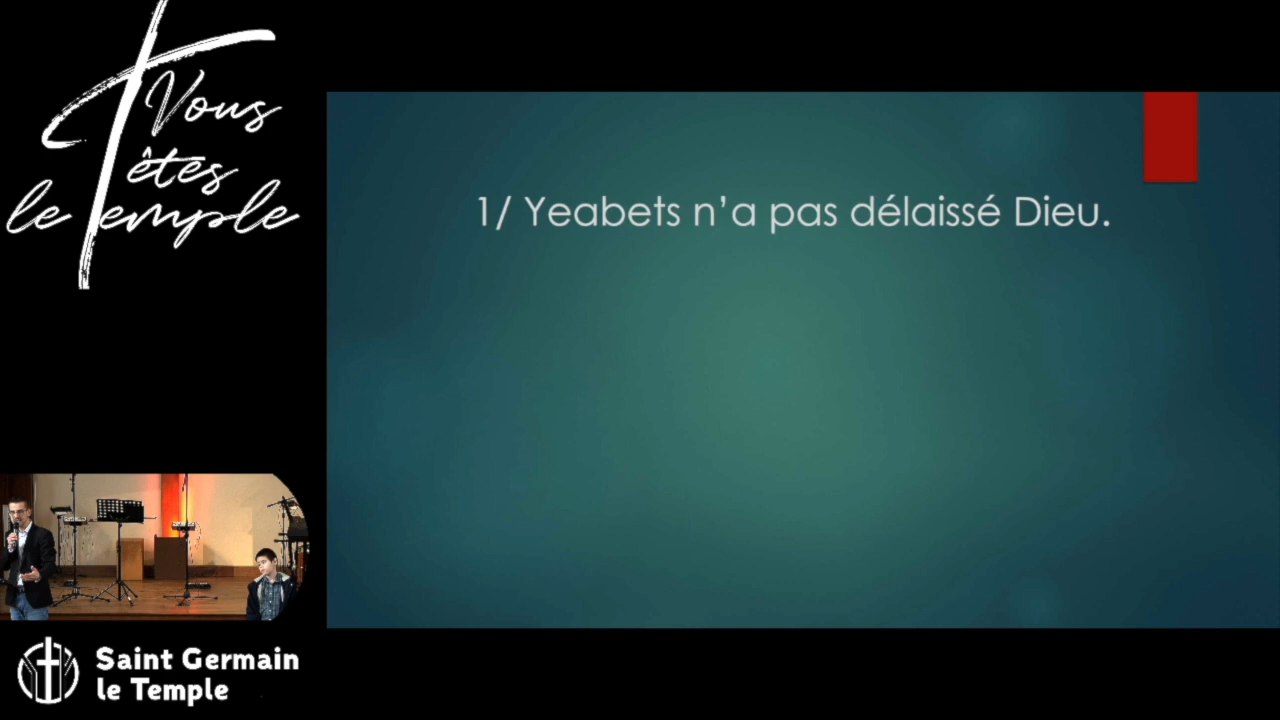 Vous
êtes
le Temple
1/ Yeabets n’a pas délaissé Dieu.
Saint Germain
le Temple